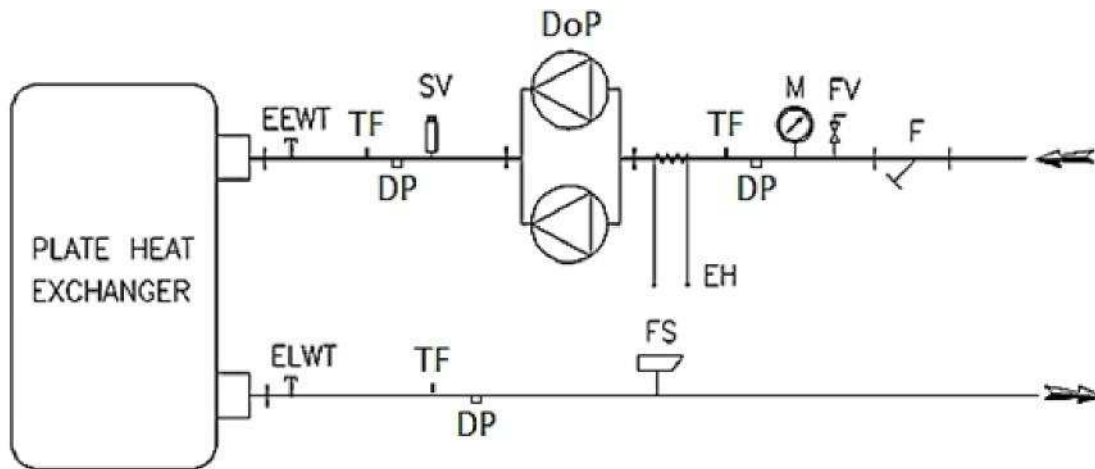 DoP
SV
M
FV
EEWT
TF
TF
F
DP
DP
PLATE HEAT
EXCHANGER
EH
FS
ELWT
TF
DP